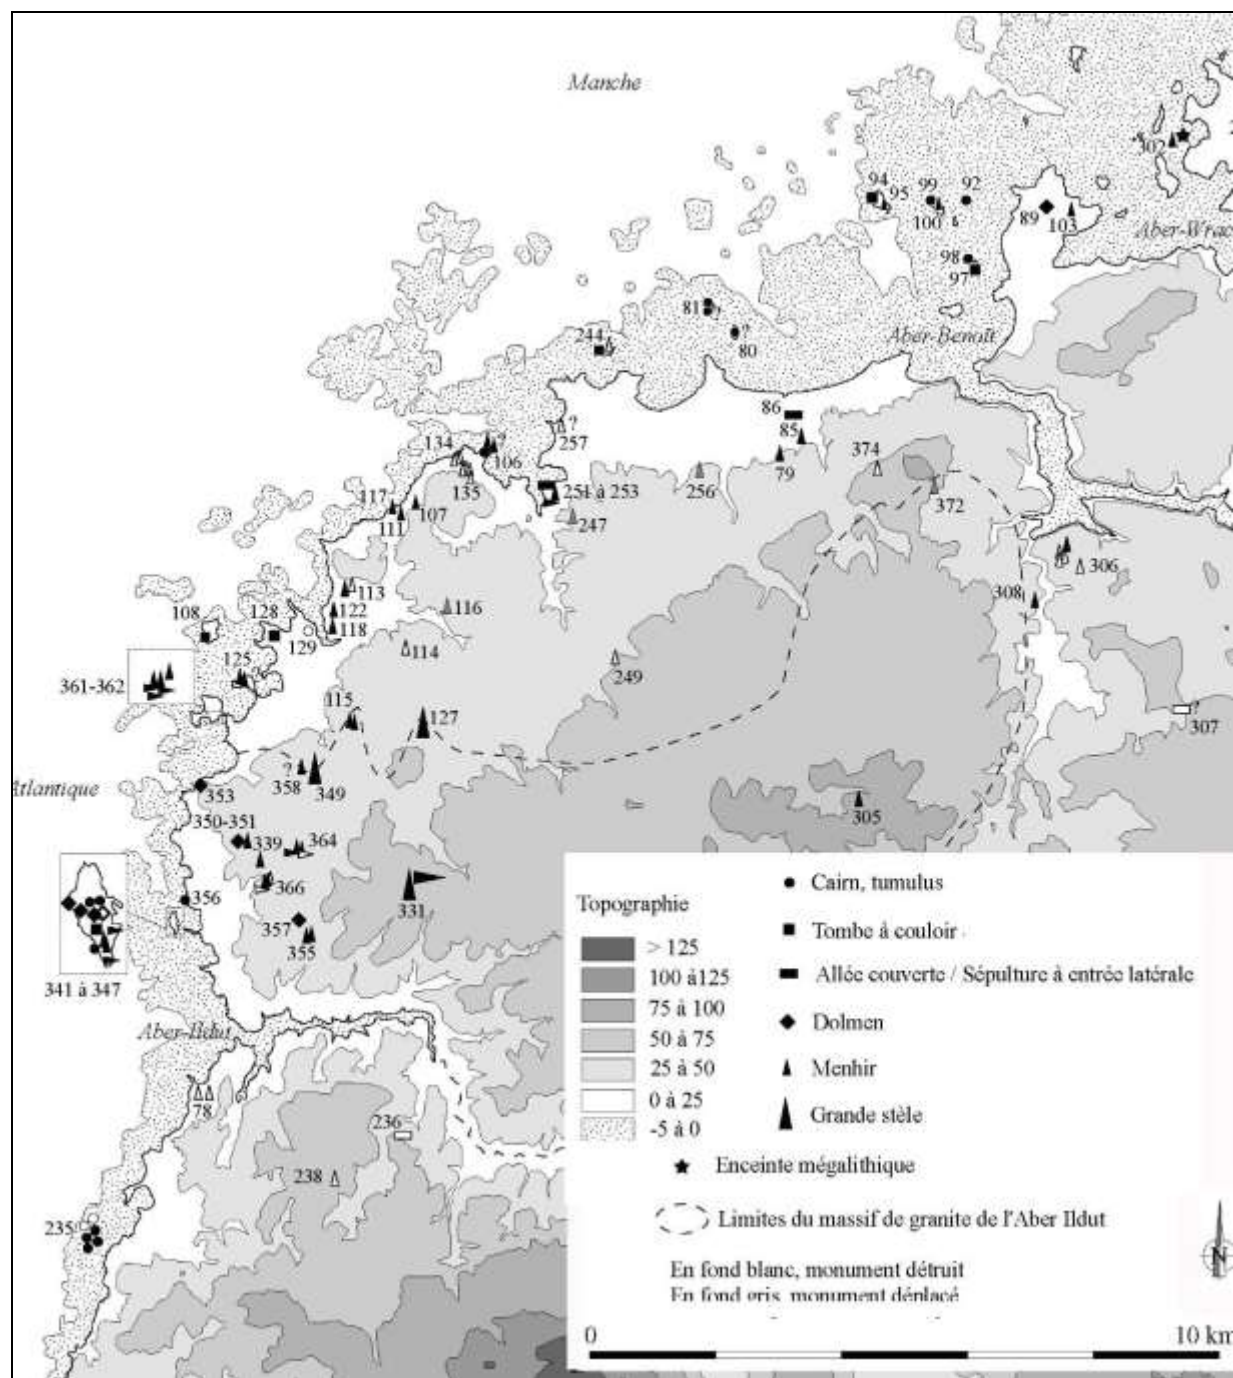 Manche
302
94
95
99
92
100
89
103
Aber-Wrac
98
97
81
?
?
80
244
Aber-Benoît
86
85
79
?
257
134
?
106
135
251 à 253
256
374
372
117
111
107
247
113
116
306
308
122
118
108
128
129
114
249
125
?
361-362
115
127
?
307
?
358
349
353
Atlantique
350-351
339
364
305
366
356
331
357
355
341 à 347
Aber-Ildut
78
236
238
235
Topographie
> 125
100 à125
75 à 100
50 à 75
25 à 50
0 à 25
-5 à 0
Cairn, tumulus
Tombe à couloir
Allée couverte / Sépulture à entrée latérale
Dolmen
Menhir
Grande stèle
Enceinte mégalithique
Limites du massif de granite de l'Aber Ildut
En fond blanc, monument détruit
En fond gris, monument déplacé
N
0
10 km